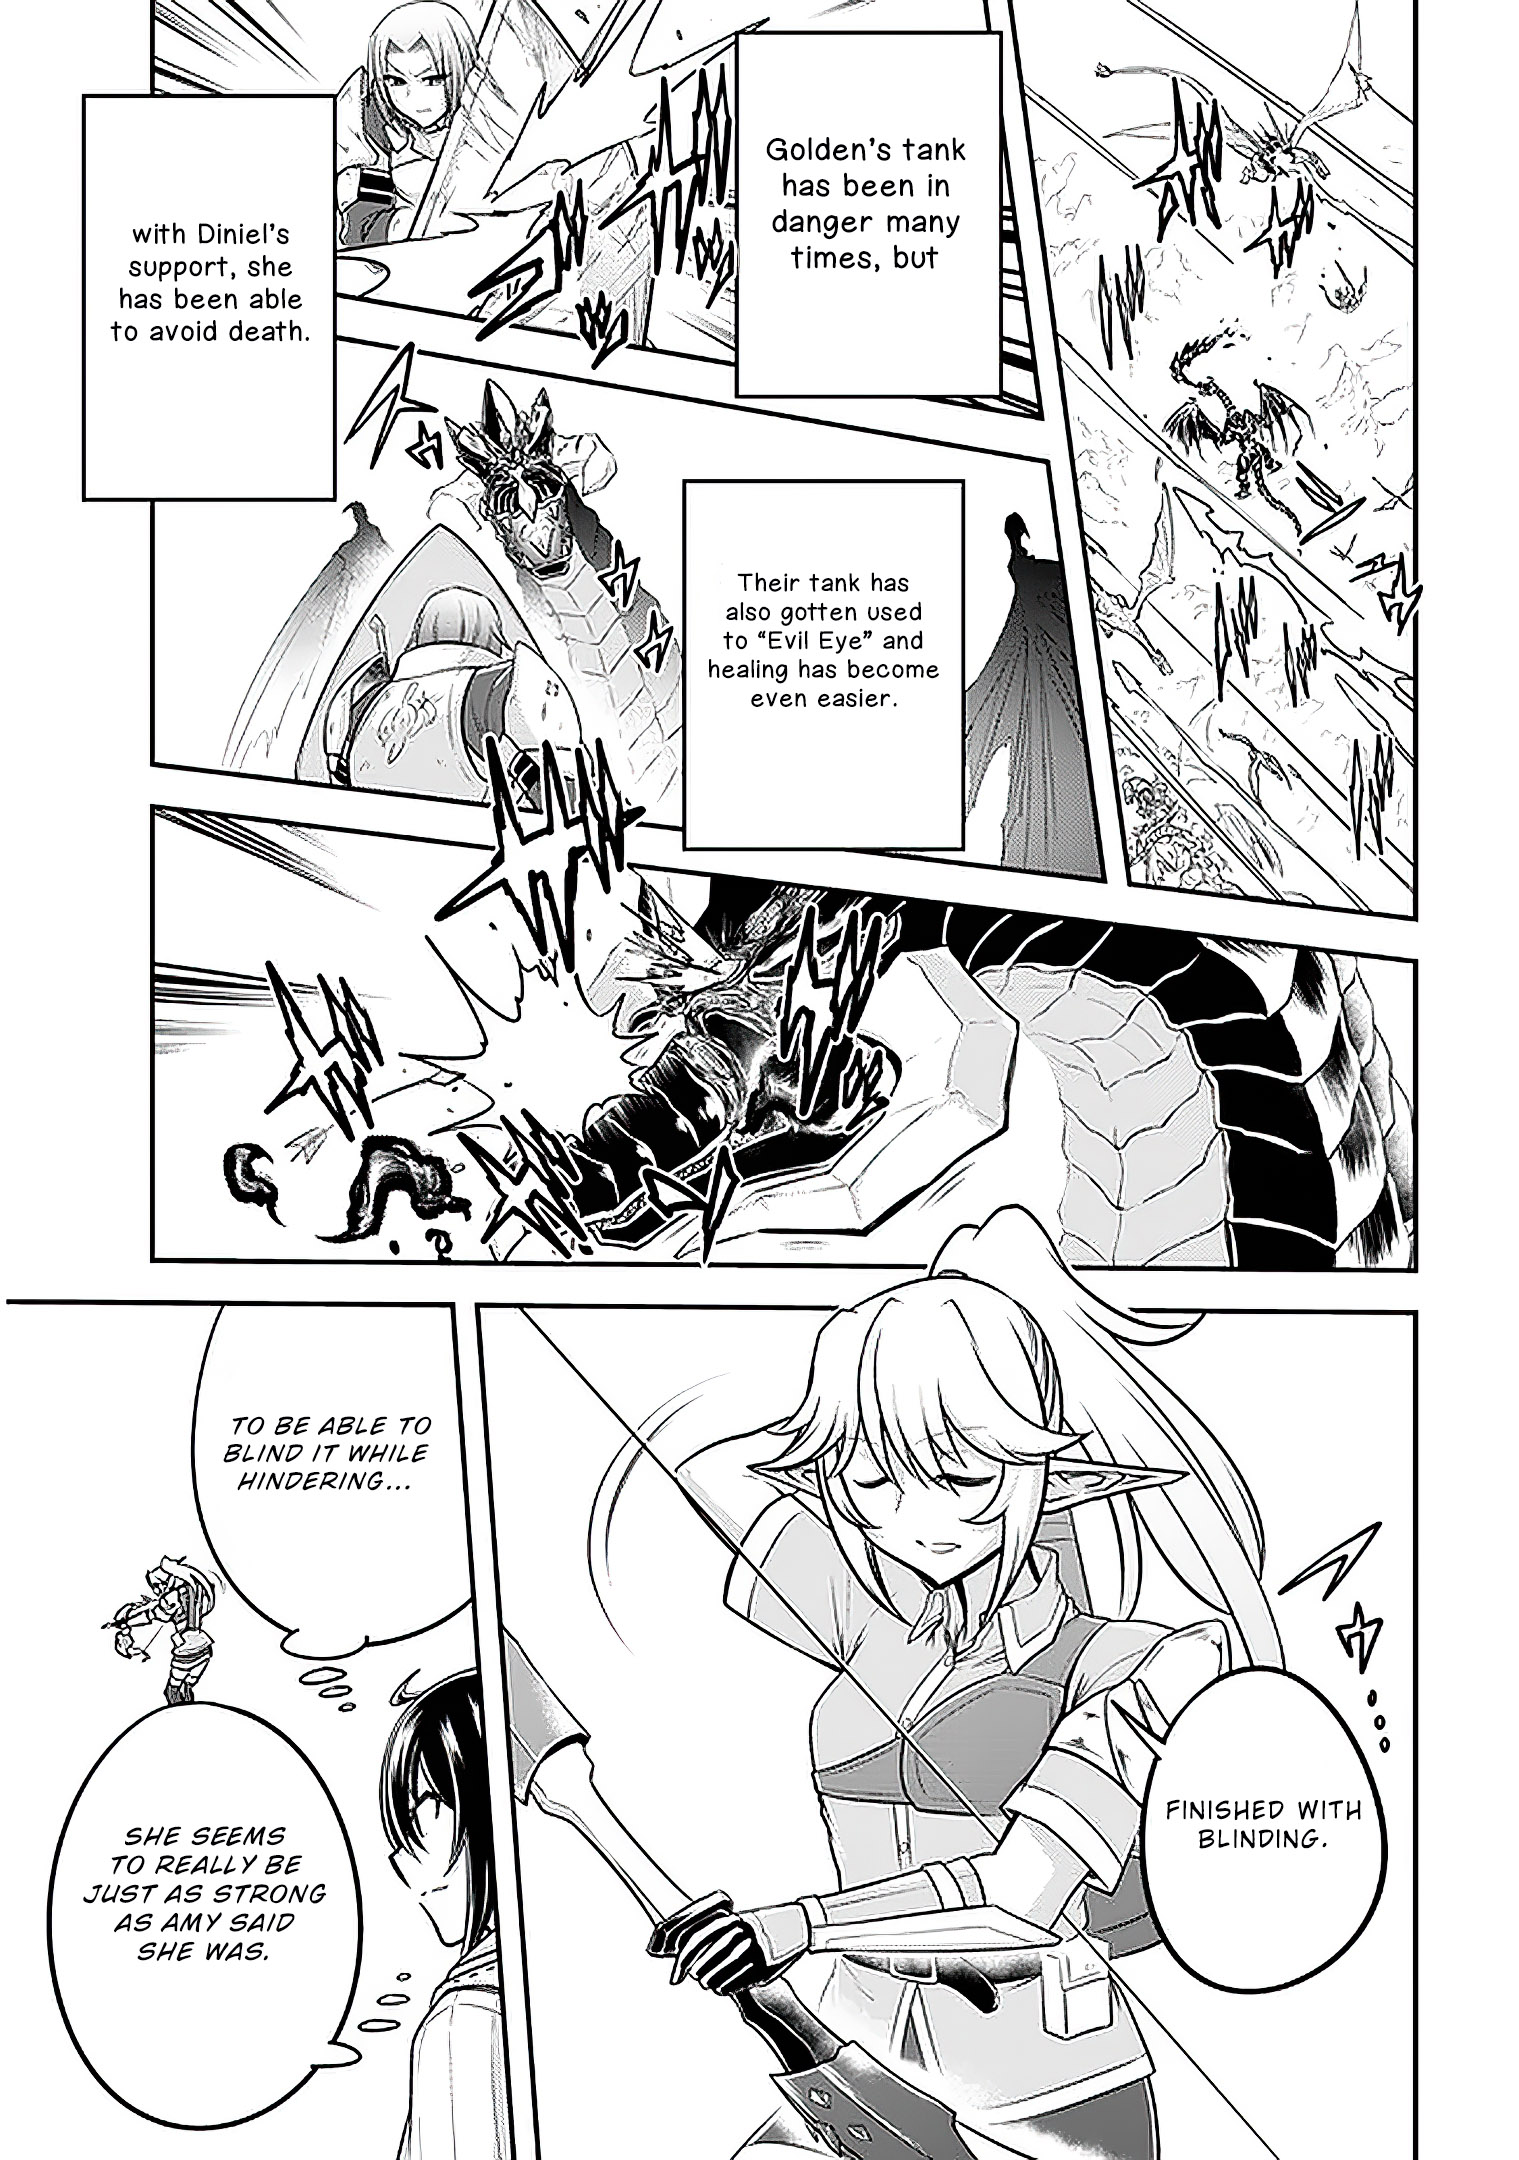 Golden's tank
has been in
danger many
times, but
with Diniel's
support, she
has been able
to avoid death.
Their tank has
also gotten used
to “Evil Eye” and
healing has become
even easier.
FINISHED WITH
BLINDING.
TO BE ABLE TO
BLIND IT WHILE
HINDERING...
SHE SEEMS
TO REALLY BE
JUST AS STRONG
AS AMY SAID
SHE WAS.